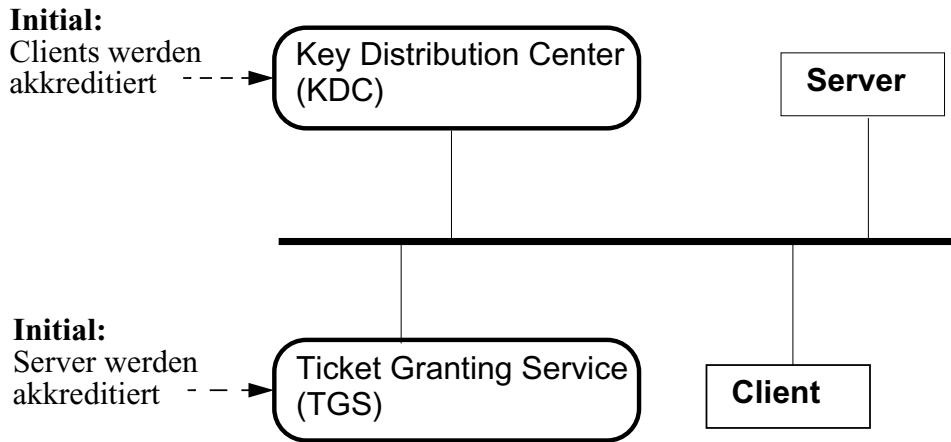 Initial:
Clients werden
akkreditiert
Key Distribution Center
(KDC)
Server
Initial:
Server werden
akkreditiert
Ticket Granting Service
(TGS)
Client